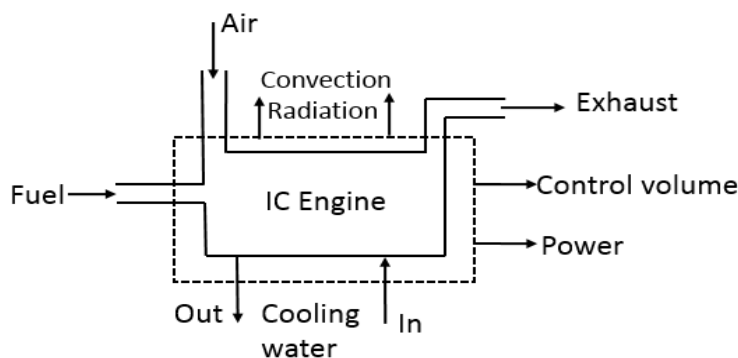 Air
Convection
Radiation
Exhaust
Fuel
IC Engine
Control volume
Power
Out
Cooling
water
In